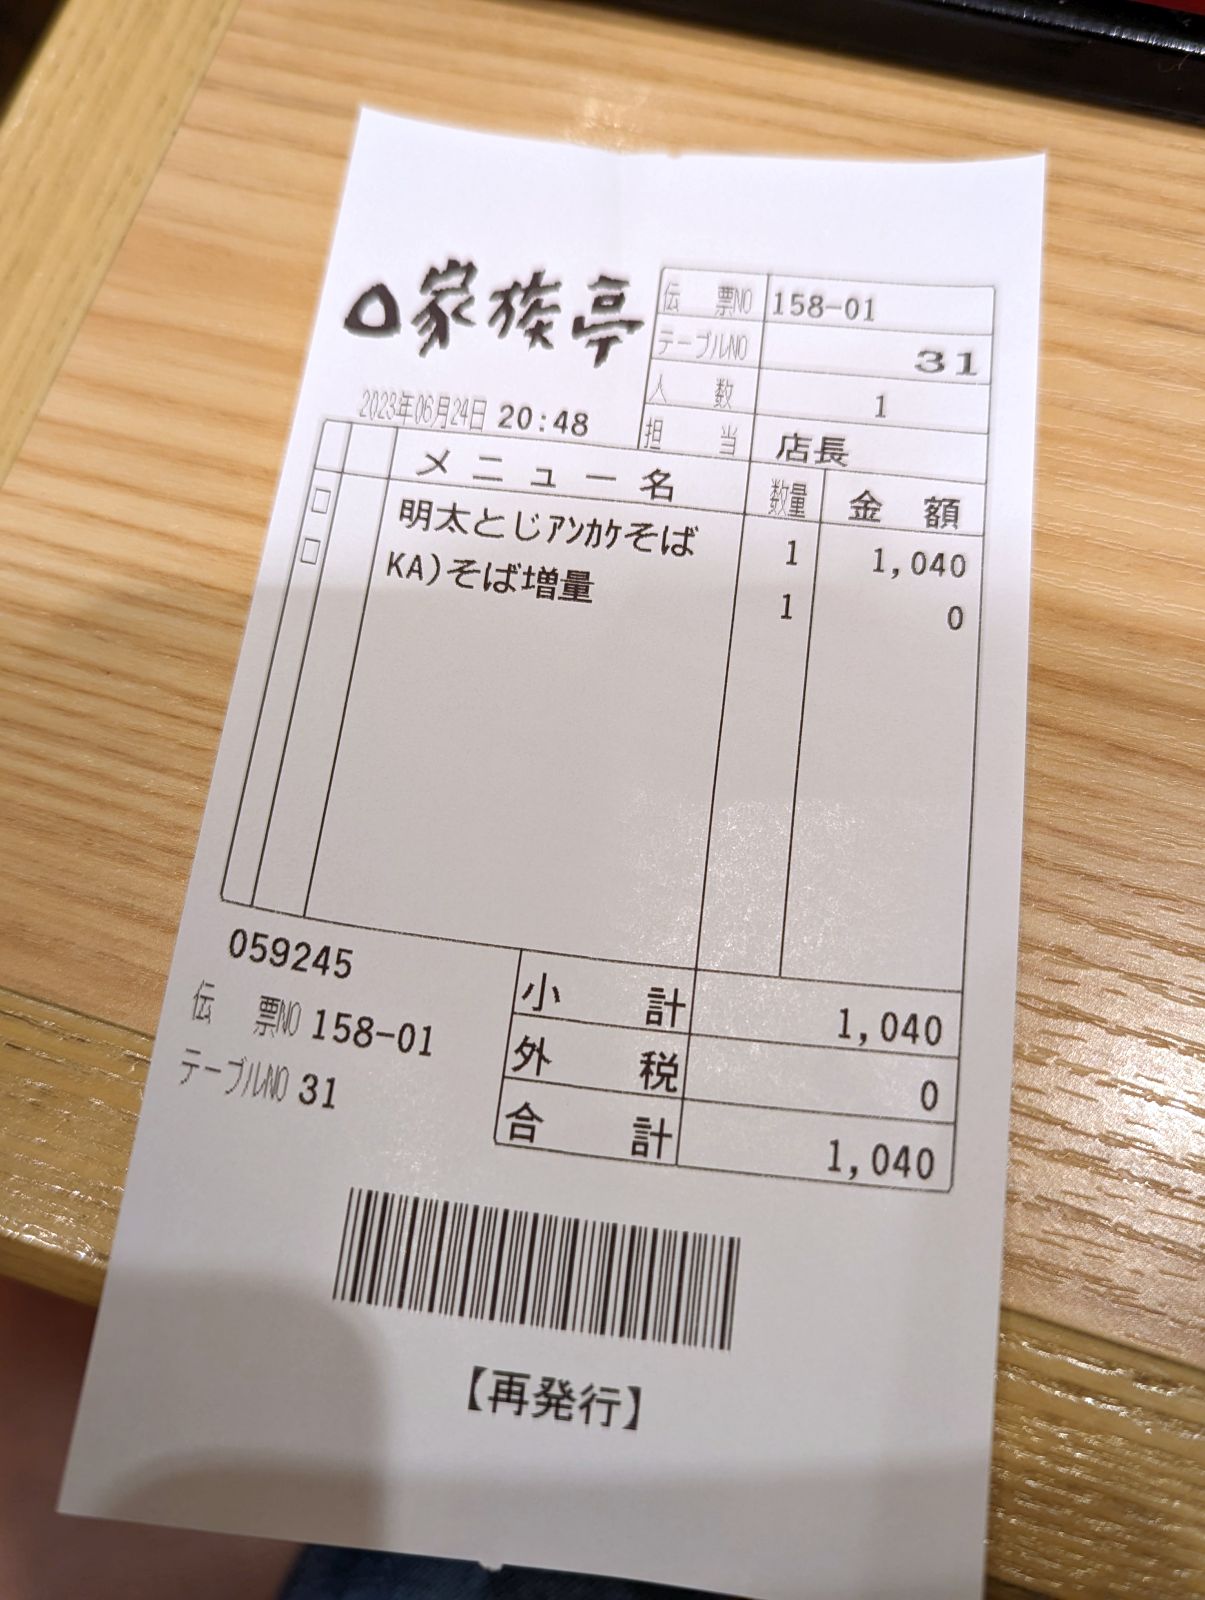 家族亭
伝票NO 158-01
テーブルNO 31
人数 1
担当 店長
2023年06月24日 20:48
メニュー名 数量 金額
明太とじｱﾝｶｹそば 1 1,040
KA)そば増量 1 0
059245
伝票NO 158-01
テーブルNO 31
小計 1,040
外税 0
合計 1,040
【再発行】